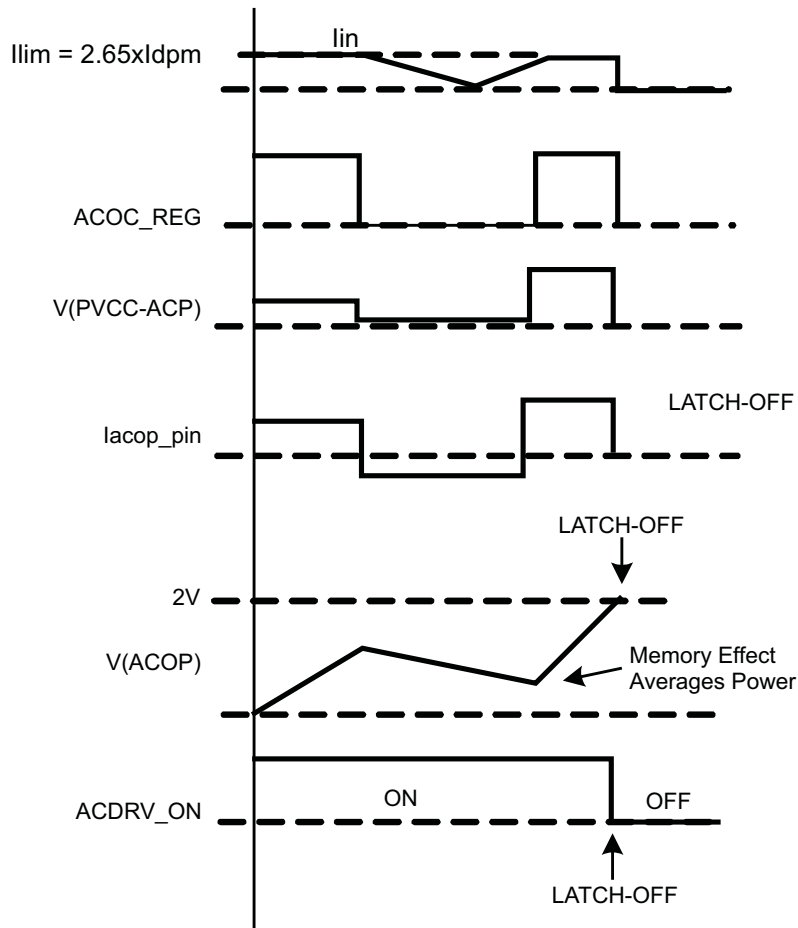 Iin
Ilim = 2.65xIdpm
ACOC_REG
V(PVCC-ACP)
LATCH-OFF
Iacop_pin
LATCH-OFF
2V
V(ACOP)
Memory Effect
Averages Power
ON
OFF
ACDRV_ON
LATCH-OFF